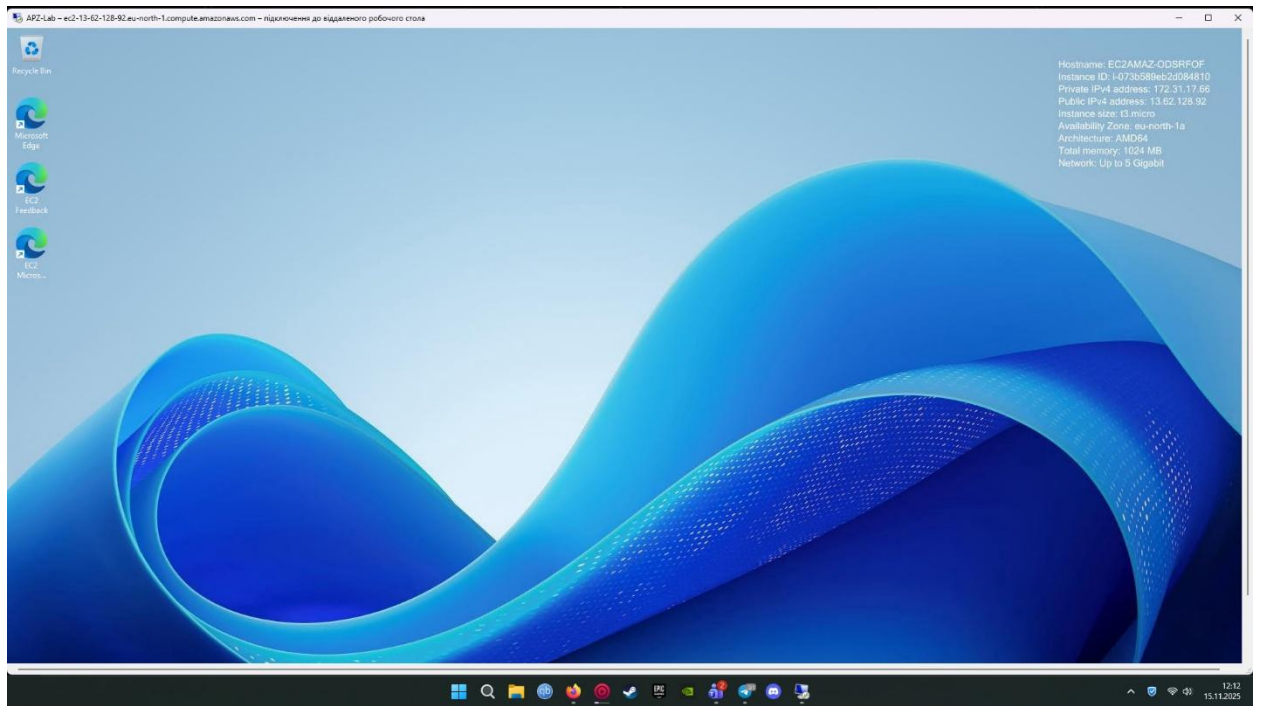 APZ-Lab – ec2-13-62-128-92.eu-north-1.compute.amazonaws.com – підключення до віддаленого робочого стола
Recycle Bin
Microsoft
Edge
EC2
Feedback
EC2
Micros...
Hostname: EC2AMAZ-ODSRFOF
Instance ID: i-073b589eb2d084810
Private IPv4 address: 172.31.17.66
Public IPv4 address: 13.62.128.92
Instance size: t3.micro
Availability Zone: eu-north-1a
Architecture: AMD64
Total memory: 1024 MB
Network: Up to 5 Gigabit
qb
EPIC
2
12:12
15.11.2025